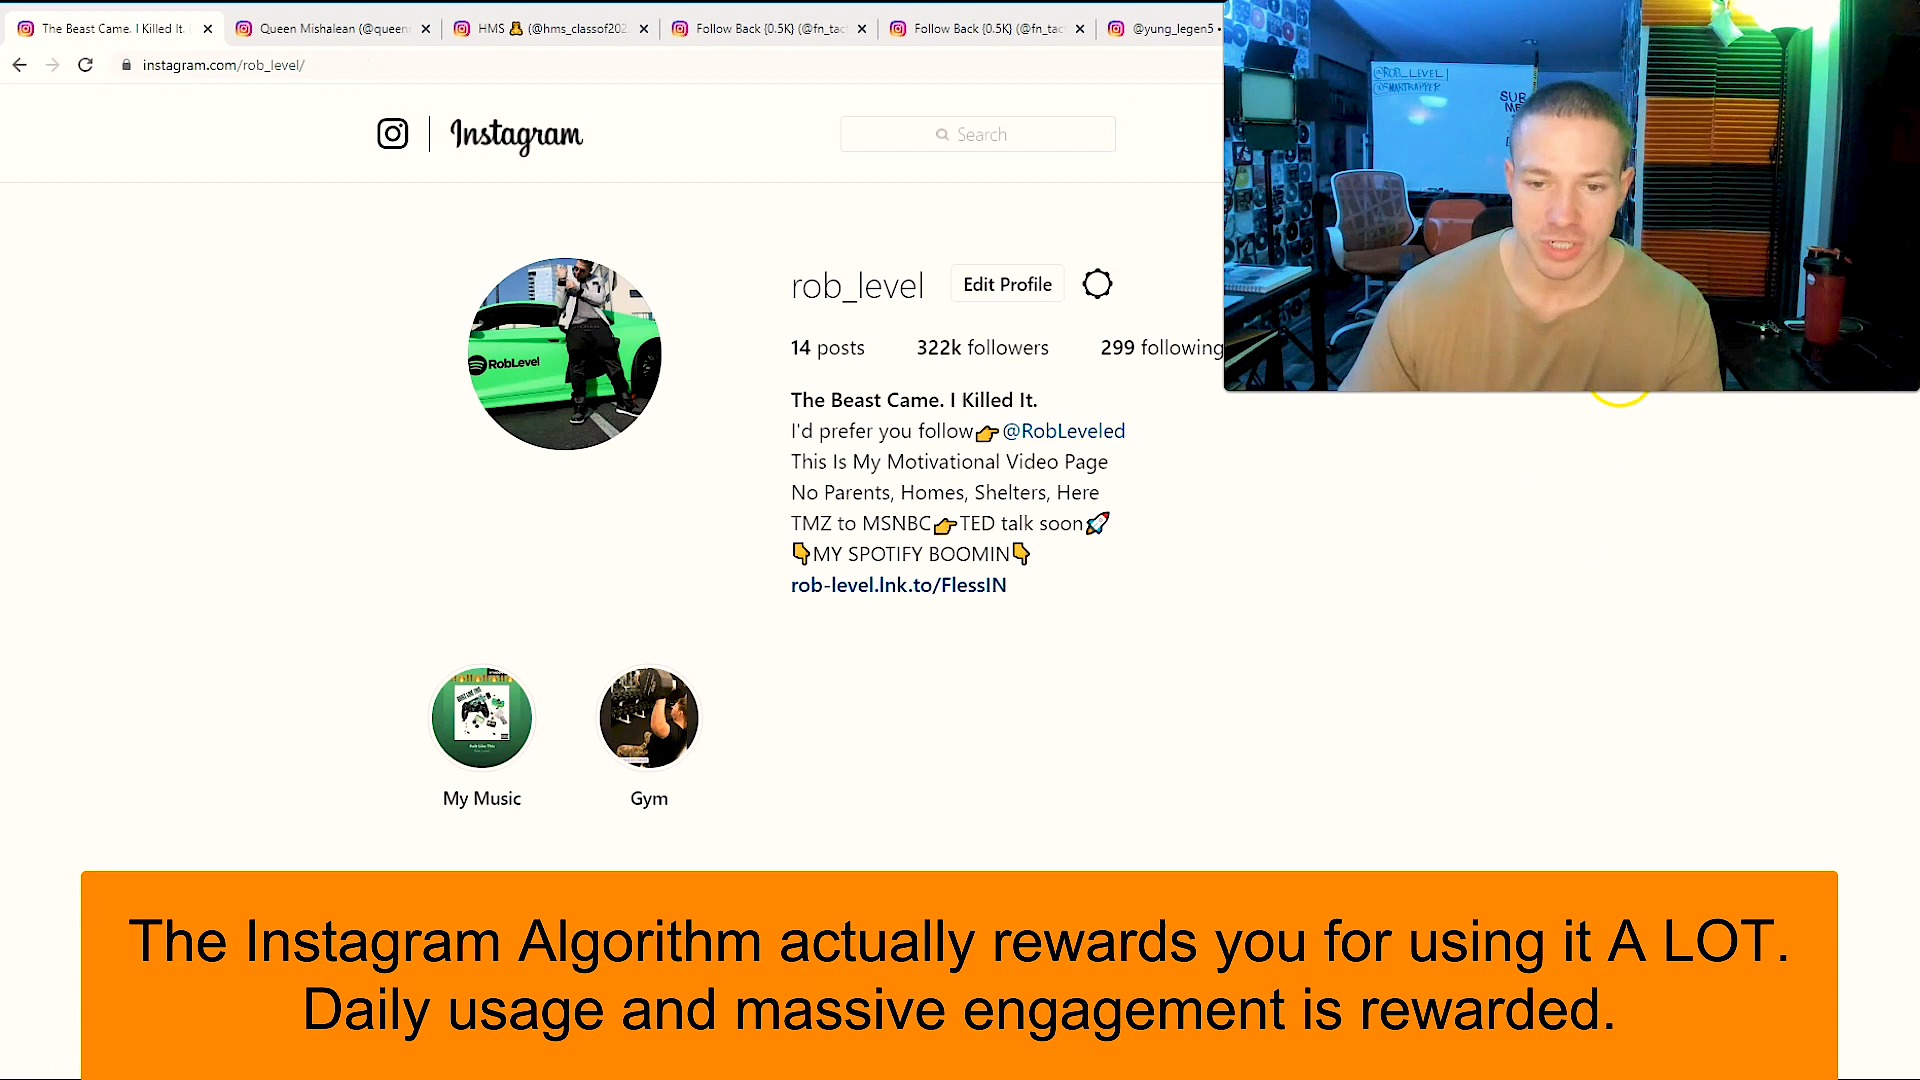 The Beast Came. I Killed It.
Queen Mishalean (@queen
HMS 🧸 (@hms_classof202
Follow Back {0.5K} (@fn_tact
Follow Back {0.5K} (@fn_tac
@yung_legen5 •
instagram.com/rob_level/
Instagram
Search
@ROB_LEVEL
@SMARTRAPPER
SUB
RobLevel
rob_level
Edit Profile
14 posts
322k followers
299 following
The Beast Came. I Killed It.
I'd prefer you follow👉@RobLeveled
This Is My Motivational Video Page
No Parents, Homes, Shelters, Here
TMZ to MSNBC👉TED talk soon🚀
👇MY SPOTIFY BOOMIN👇
rob-level.lnk.to/FlessIN
My Music
Gym
The Instagram Algorithm actually rewards you for using it A LOT.
Daily usage and massive engagement is rewarded.